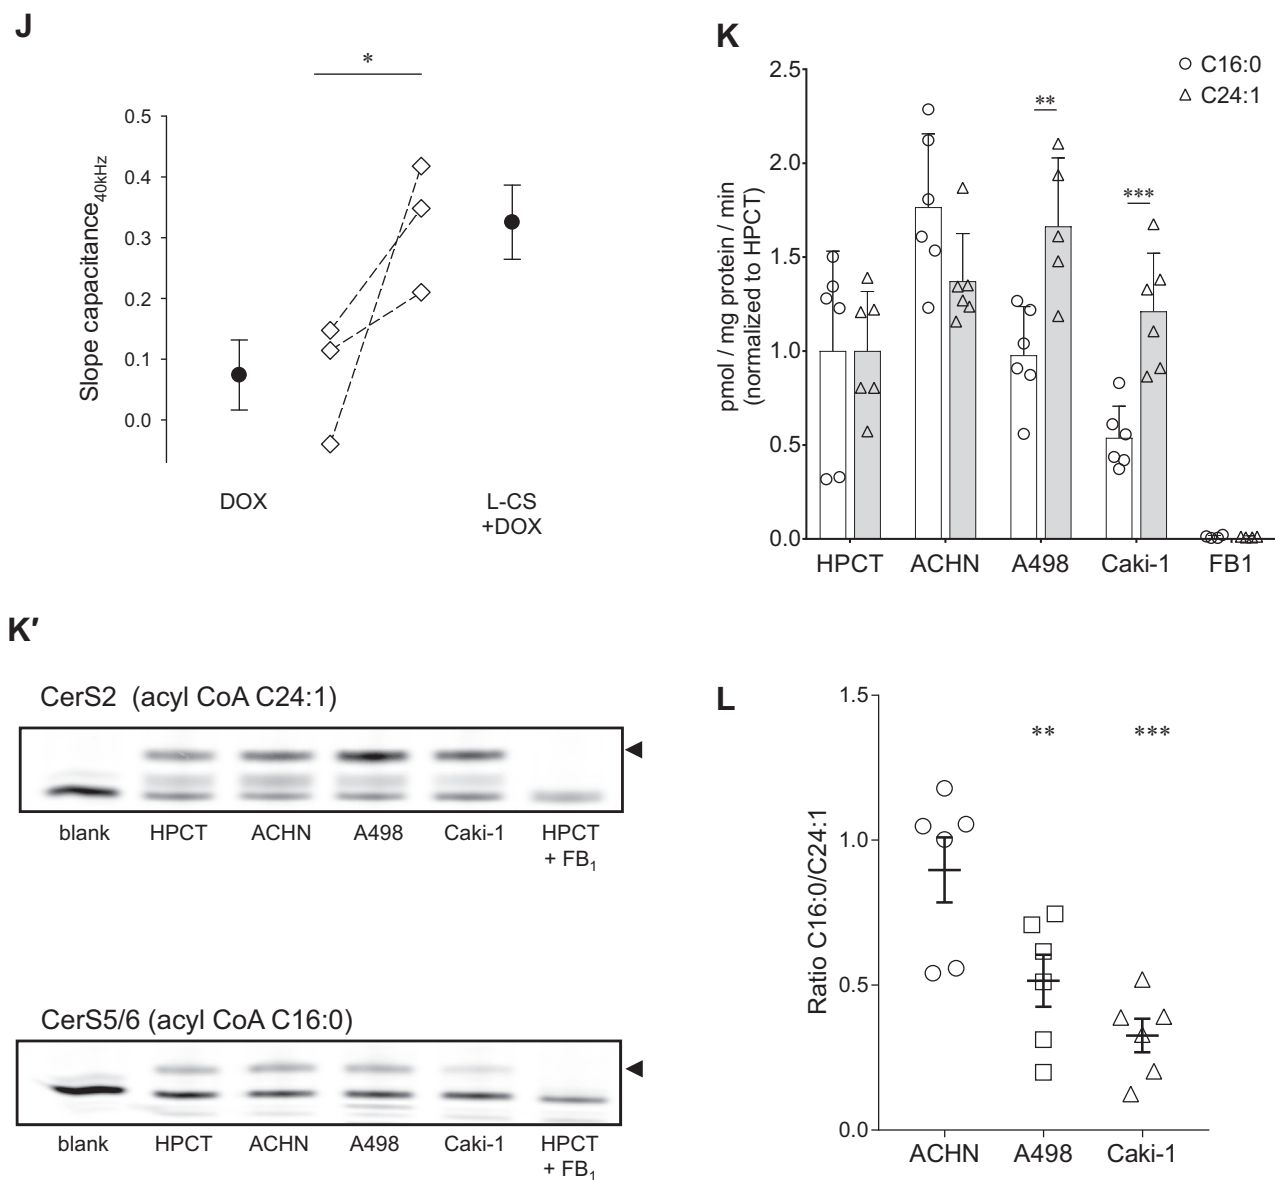 J
*
Slope capacitance40kHz
0.5
0.4
0.3
0.2
0.1
0.0
DOX
L-CS
+DOX
K
C16:0
C24:1
pmol / mg protein / min
(normalized to HPCT)
2.5
2.0
1.5
1.0
0.5
0.0
**
***
HPCT
ACHN
A498
Caki-1
FB1
K′
CerS2 (acyl CoA C24:1)
blank
HPCT
ACHN
A498
Caki-1
HPCT
+ FB1
CerS5/6 (acyl CoA C16:0)
blank
HPCT
ACHN
A498
Caki-1
HPCT
+ FB1
L
Ratio C16:0/C24:1
1.5
1.0
0.5
0.0
**
***
ACHN
A498
Caki-1